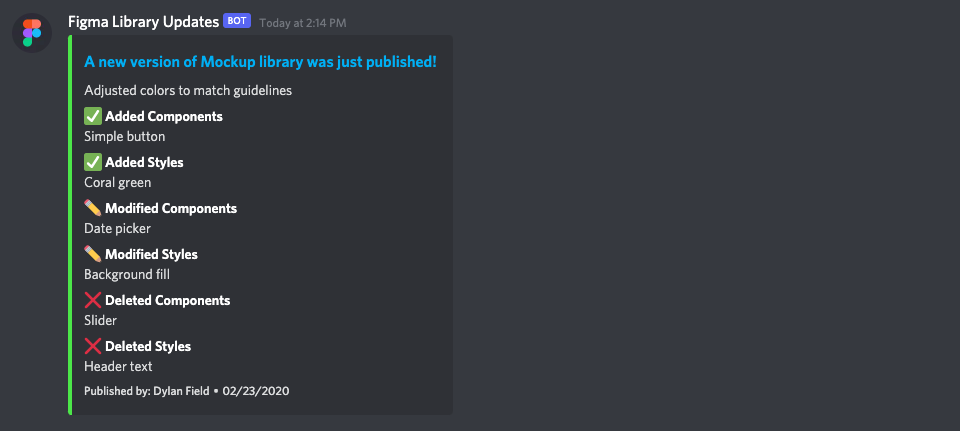 Figma Library Updates BOT Today at 2:14 PM
A new version of Mockup library was just published!
Adjusted colors to match guidelines
✅ Added Components
Simple button
✅ Added Styles
Coral green
✏️ Modified Components
Date picker
✏️ Modified Styles
Background fill
❌ Deleted Components
Slider
❌ Deleted Styles
Header text
Published by: Dylan Field • 02/23/2020